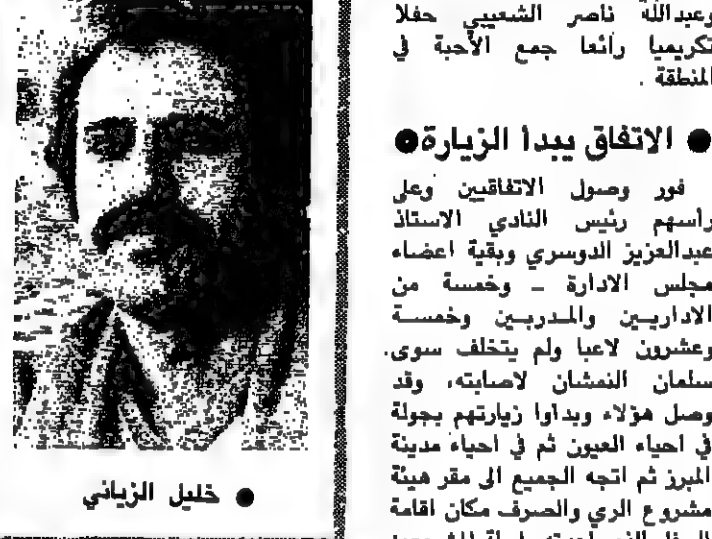 وعبدالله ناصر الشعيبي حفلا
تكريميا رائعا جمع الأحبة في
المنطقة .
● الاتفاق يبدأ الزيارة ●
فور وصول الاتفاقيين وعلى
رأسهم رئيس النادي الاستاذ
عبدالعزيز الدوسري وبقية اعضاء
مجلس الادارة ــ وخمسة من
الاداريين والمدربين وخمسة
وعشرون لاعبا ولم يتخلف سوى
سلمان النمشان لاصابته، وقد
وصل هؤلاء وبداوا زيارتهم بجولة
في احياء العيون ثم في احياء مدينة
المبرز ثم اتجه الجميع الى مقر هيئة
مشروع الري والصرف مكان اقامة
● خليل الزياني